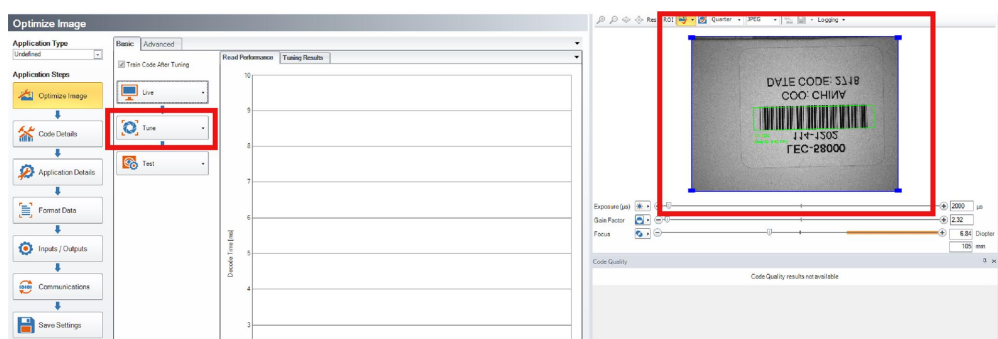 Optimize Image
Application Type
Undefined
Application Steps
Optimize Image
Code Details
Application Details
Format Data
Inputs / Outputs
Communications
Save Settings
Basic
Advanced
Train Code After Tuning
Live
Tune
Test
Read Performance
Tuning Results
Decode Time [ms]
10
9
8
7
6
5
4
3
ROI
Quarter
JPEG
Logging
DATE CODE: 2718
COO: CHINA
114-1202
LEC-58000
Exposure (µs)
2000
µs
Gain Factor
2.32
Focus
6.84
Diopter
105
mm
Code Quality
Code Quality results not available